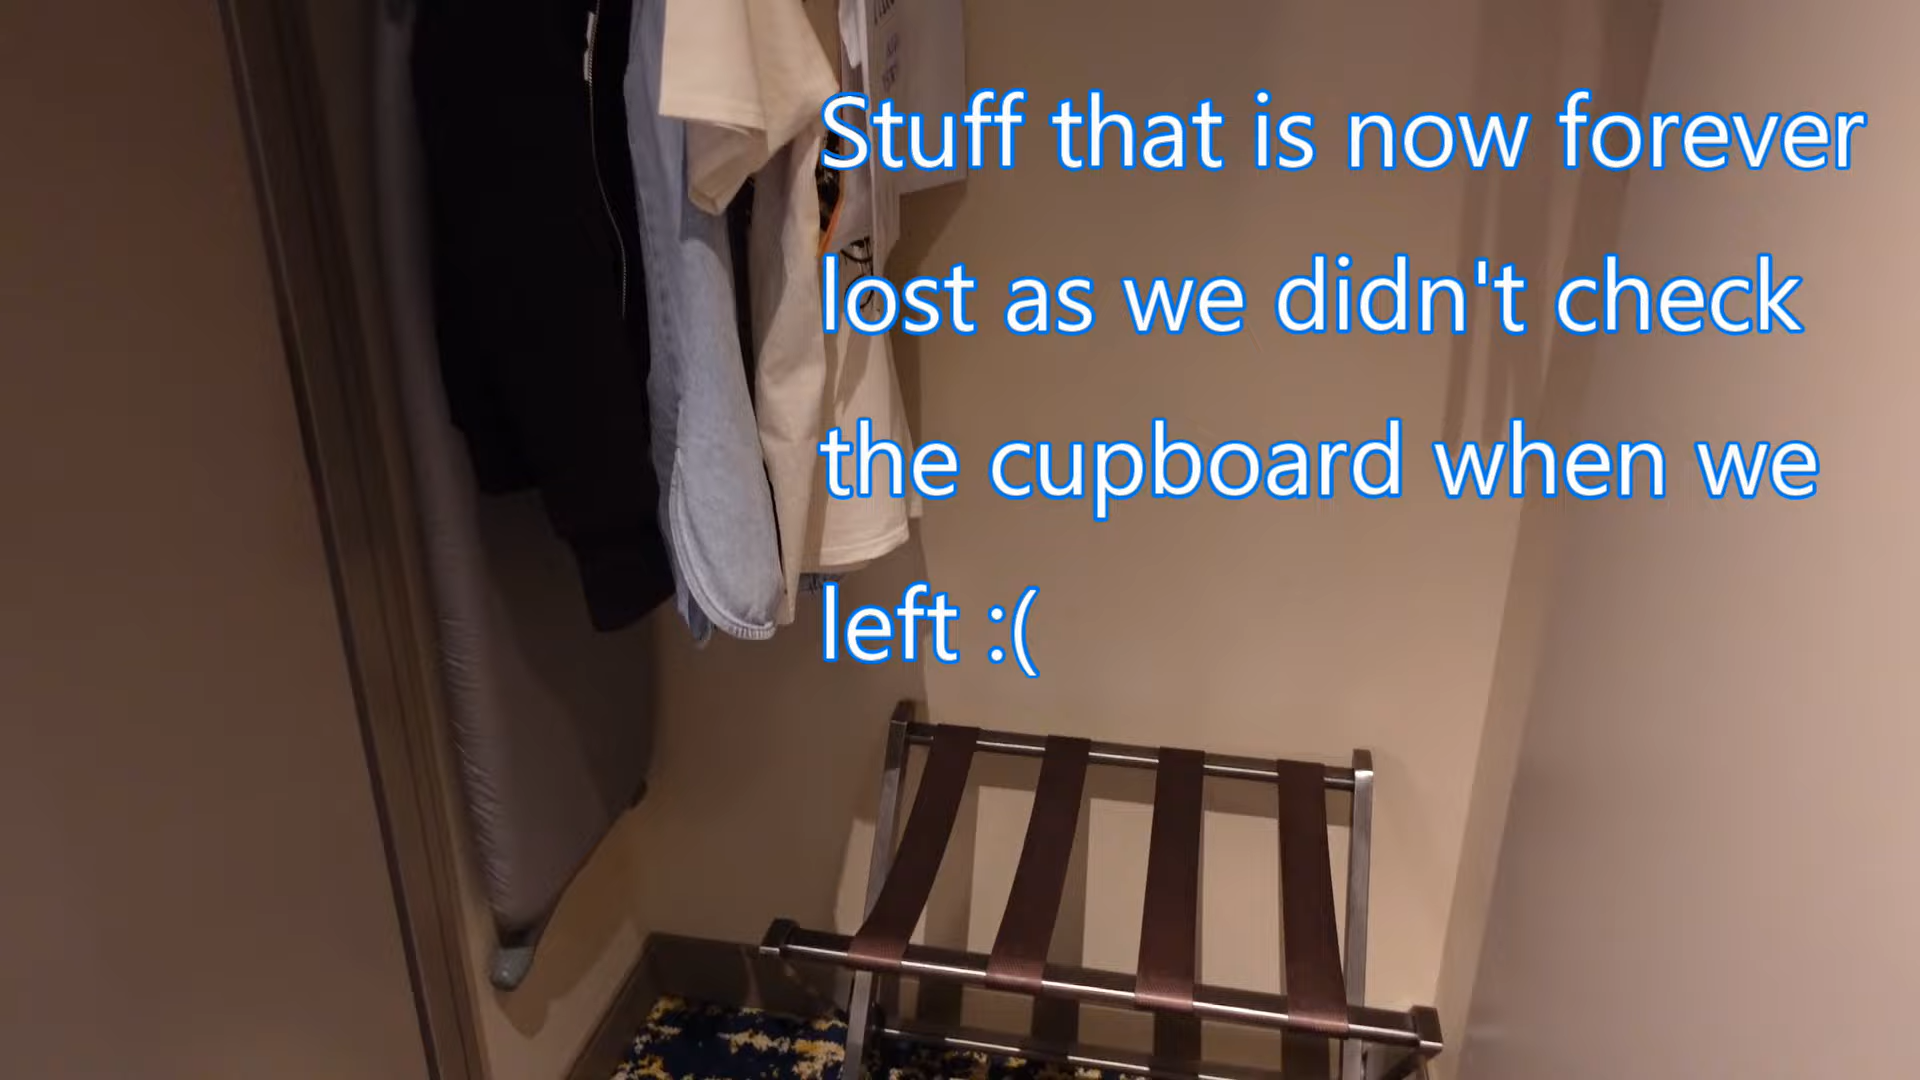 Stuff that is now forever
lost as we didn't check
the cupboard when we
left :(